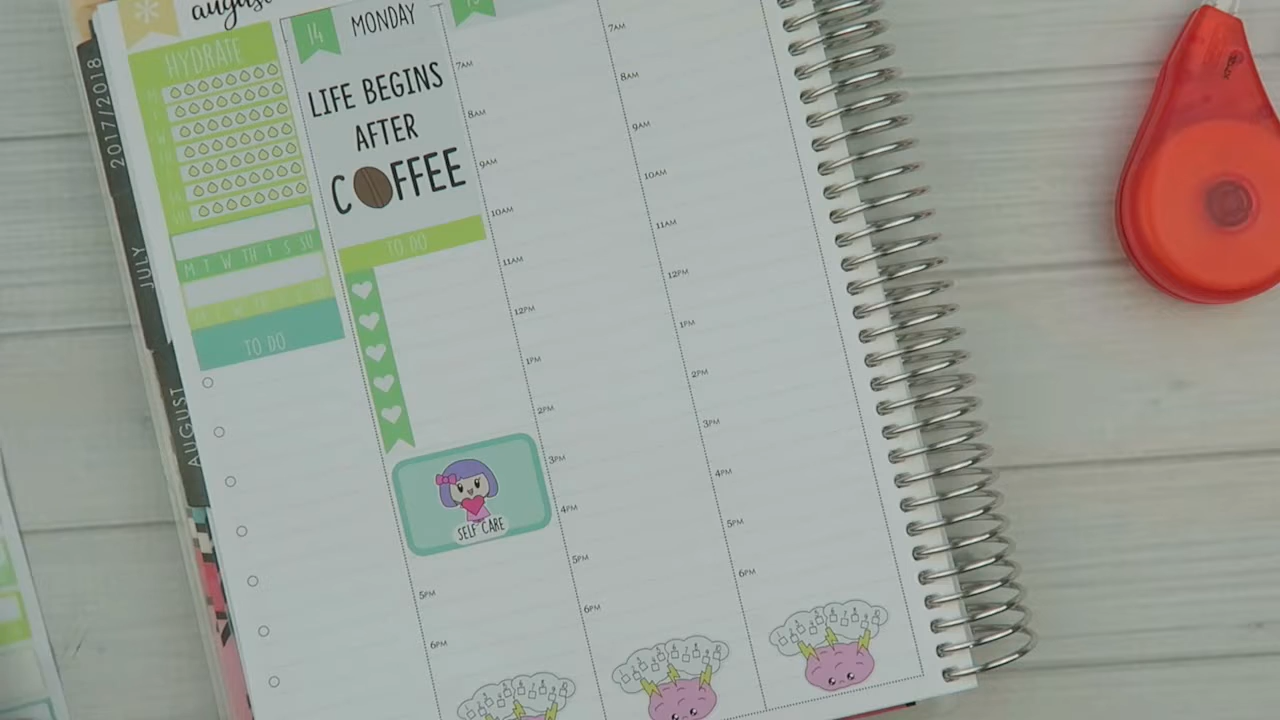 august
HYDRATE
M T W TH F S SU
TO DO
14 MONDAY
LIFE BEGINS
AFTER
COFFEE
TO DO
SELF CARE
5PM
6PM
7AM
8AM
9AM
10AM
11AM
12PM
1PM
2PM
3PM
4PM
5PM
6PM
7AM
8AM
9AM
10AM
11AM
12PM
1PM
2PM
3PM
4PM
5PM
6PM
2017/2018
JULY
AUGUST